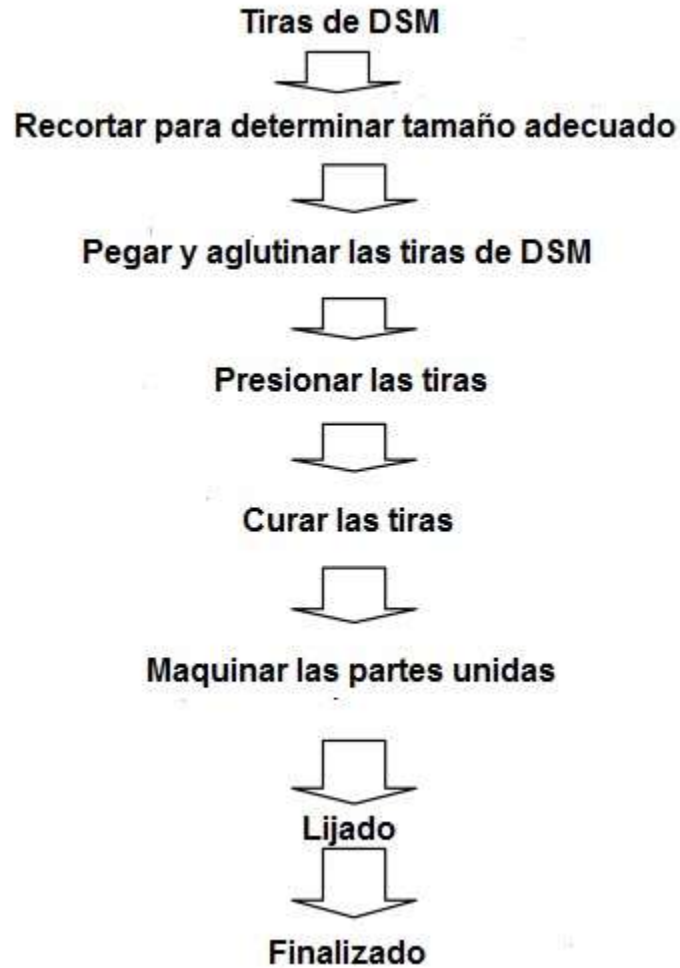 Tiras de DSM
Recortar para determinar tamaño adecuado
Pegar y aglutinar las tiras de DSM
Presionar las tiras
Curar las tiras
Maquinar las partes unidas
Lijado
Finalizado